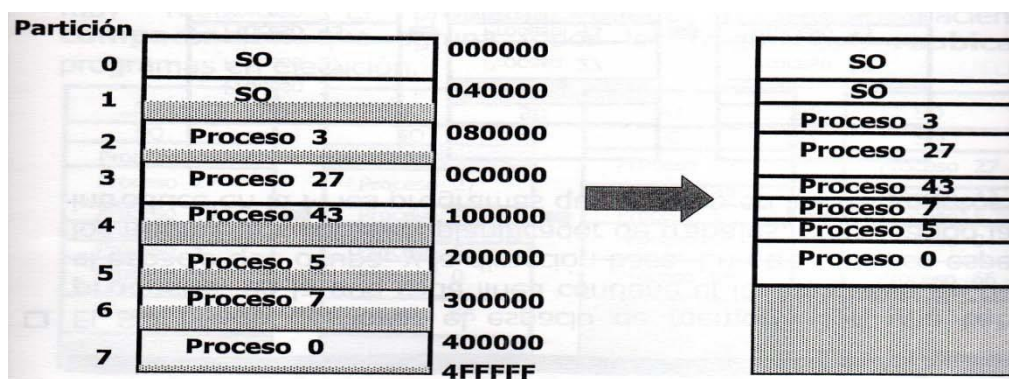 Partición
0 SO 000000
1 SO 040000
2 Proceso 3 080000
3 Proceso 27 0C0000
4 Proceso 43 100000
5 Proceso 5 200000
6 Proceso 7 300000
7 Proceso 0 400000
4FFFFF
SO
SO
Proceso 3
Proceso 27
Proceso 43
Proceso 7
Proceso 5
Proceso 0